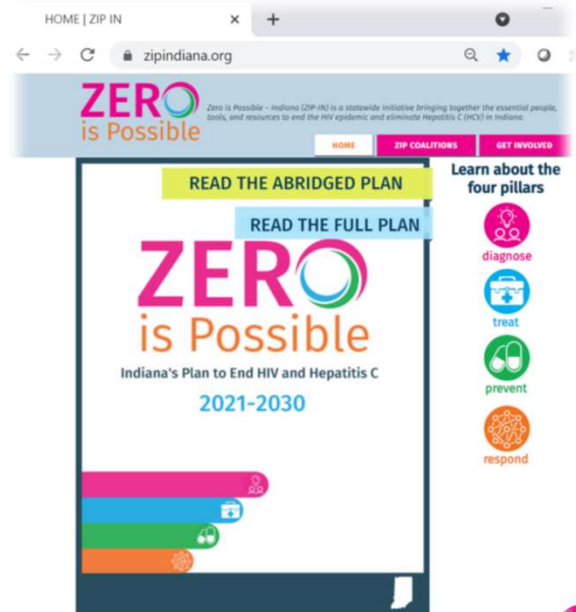 HOME | ZIP IN
zipindiana.org
ZERO
is Possible
Zero is Possible – Indiana (ZIP-IN) is a statewide initiative bringing together the essential people,
tools, and resources to end the HIV epidemic and eliminate Hepatitis C (HCV) in Indiana.
HOME
ZIP COALITIONS
GET INVOLVED
READ THE ABRIDGED PLAN
READ THE FULL PLAN
ZERO
is Possible
Indiana's Plan to End HIV and Hepatitis C
2021-2030
Learn about the
four pillars
diagnose
treat
prevent
respond